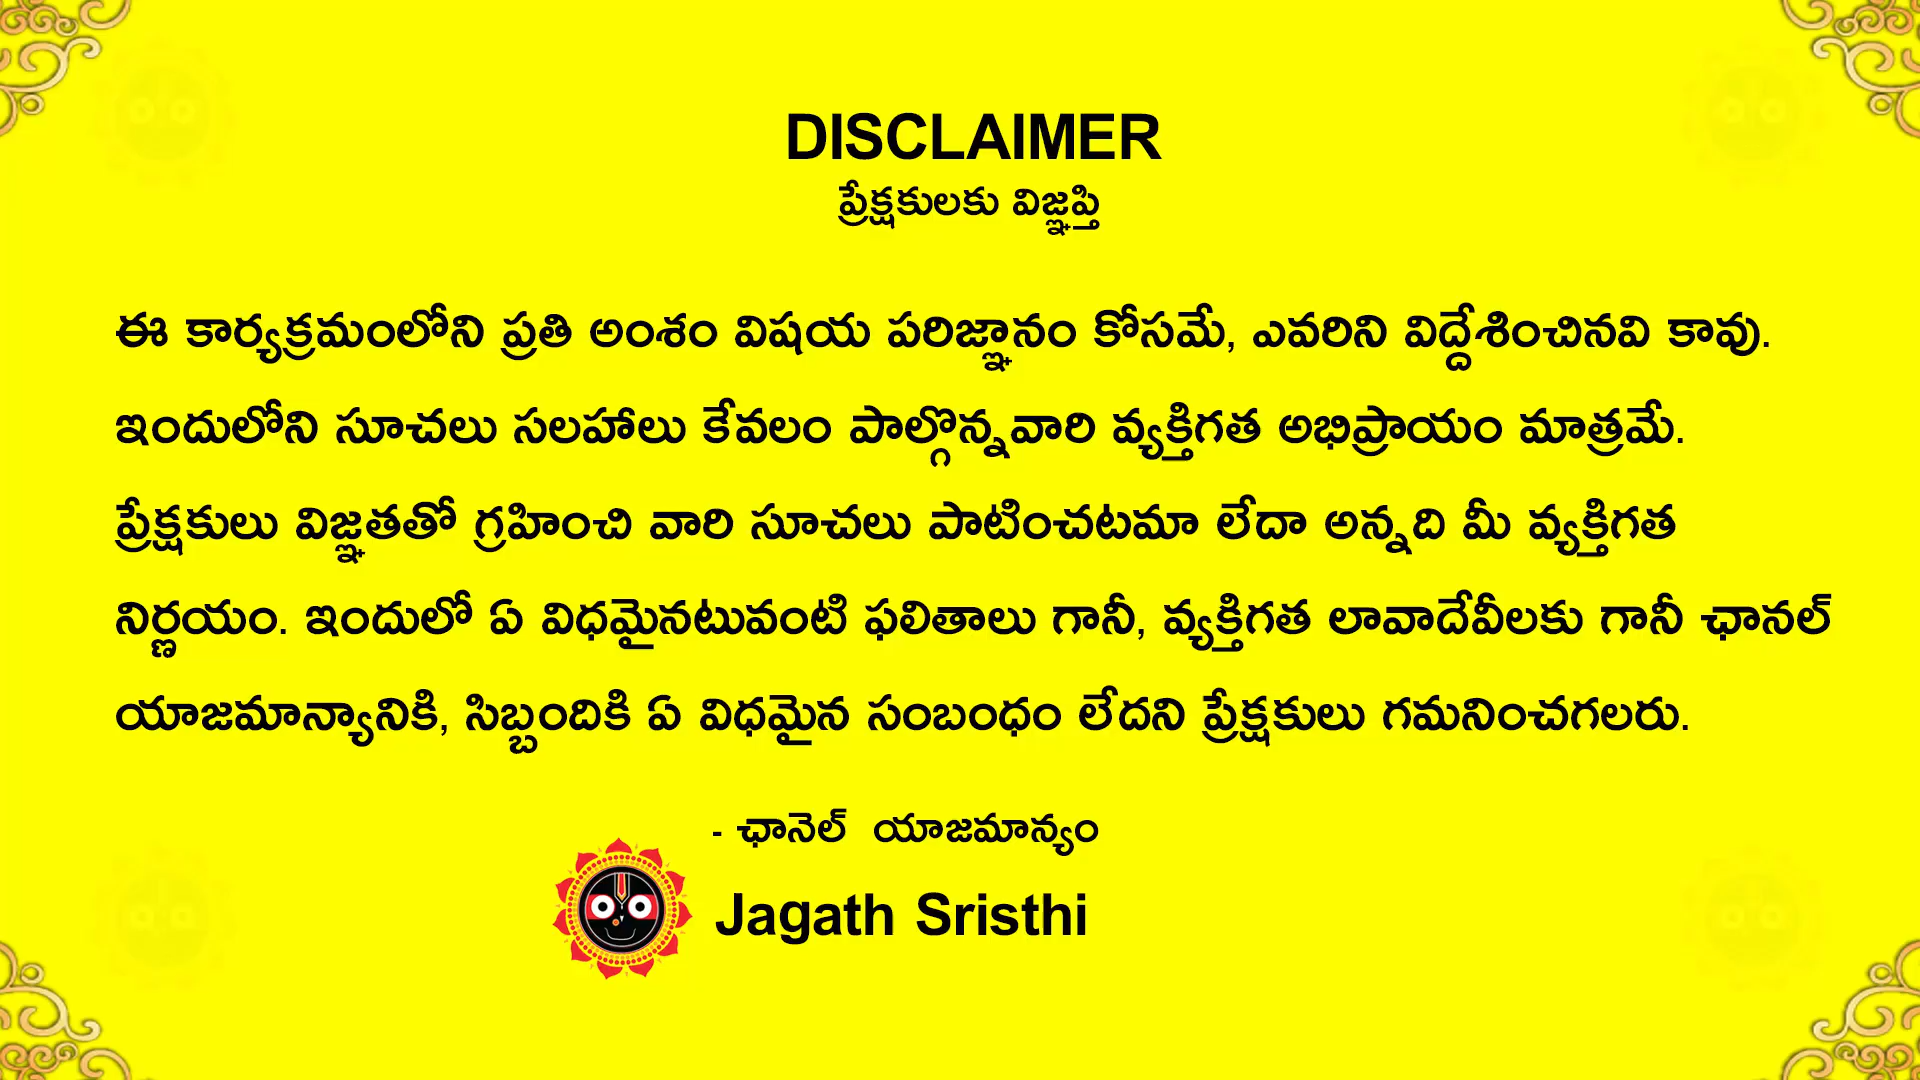 DISCLAIMER
ప్రేక్షకులకు విజ్ఞప్తి
ఈ కార్యక్రమంలోని ప్రతి అంశం విషయ పరిజ్ఞానం కోసమే, ఎవరిని విద్దేశించినవి కావు.
ఇందులోని సూచలు సలహాలు కేవలం పాల్గొన్నవారి వ్యక్తిగత అభిప్రాయం మాత్రమే.
ప్రేక్షకులు విజ్ఞతతో గ్రహించి వారి సూచలు పాటించటమా లేదా అన్నది మీ వ్యక్తిగత
నిర్ణయం. ఇందులో ఏ విధమైనటువంటి ఫలితాలు గానీ, వ్యక్తిగత లావాదేవీలకు గానీ ఛానల్
యాజమాన్యానికి, సిబ్బందికి ఏ విధమైన సంబంధం లేదని ప్రేక్షకులు గమనించగలరు.
- ఛానెల్ యాజమాన్యం
Jagath Sristhi